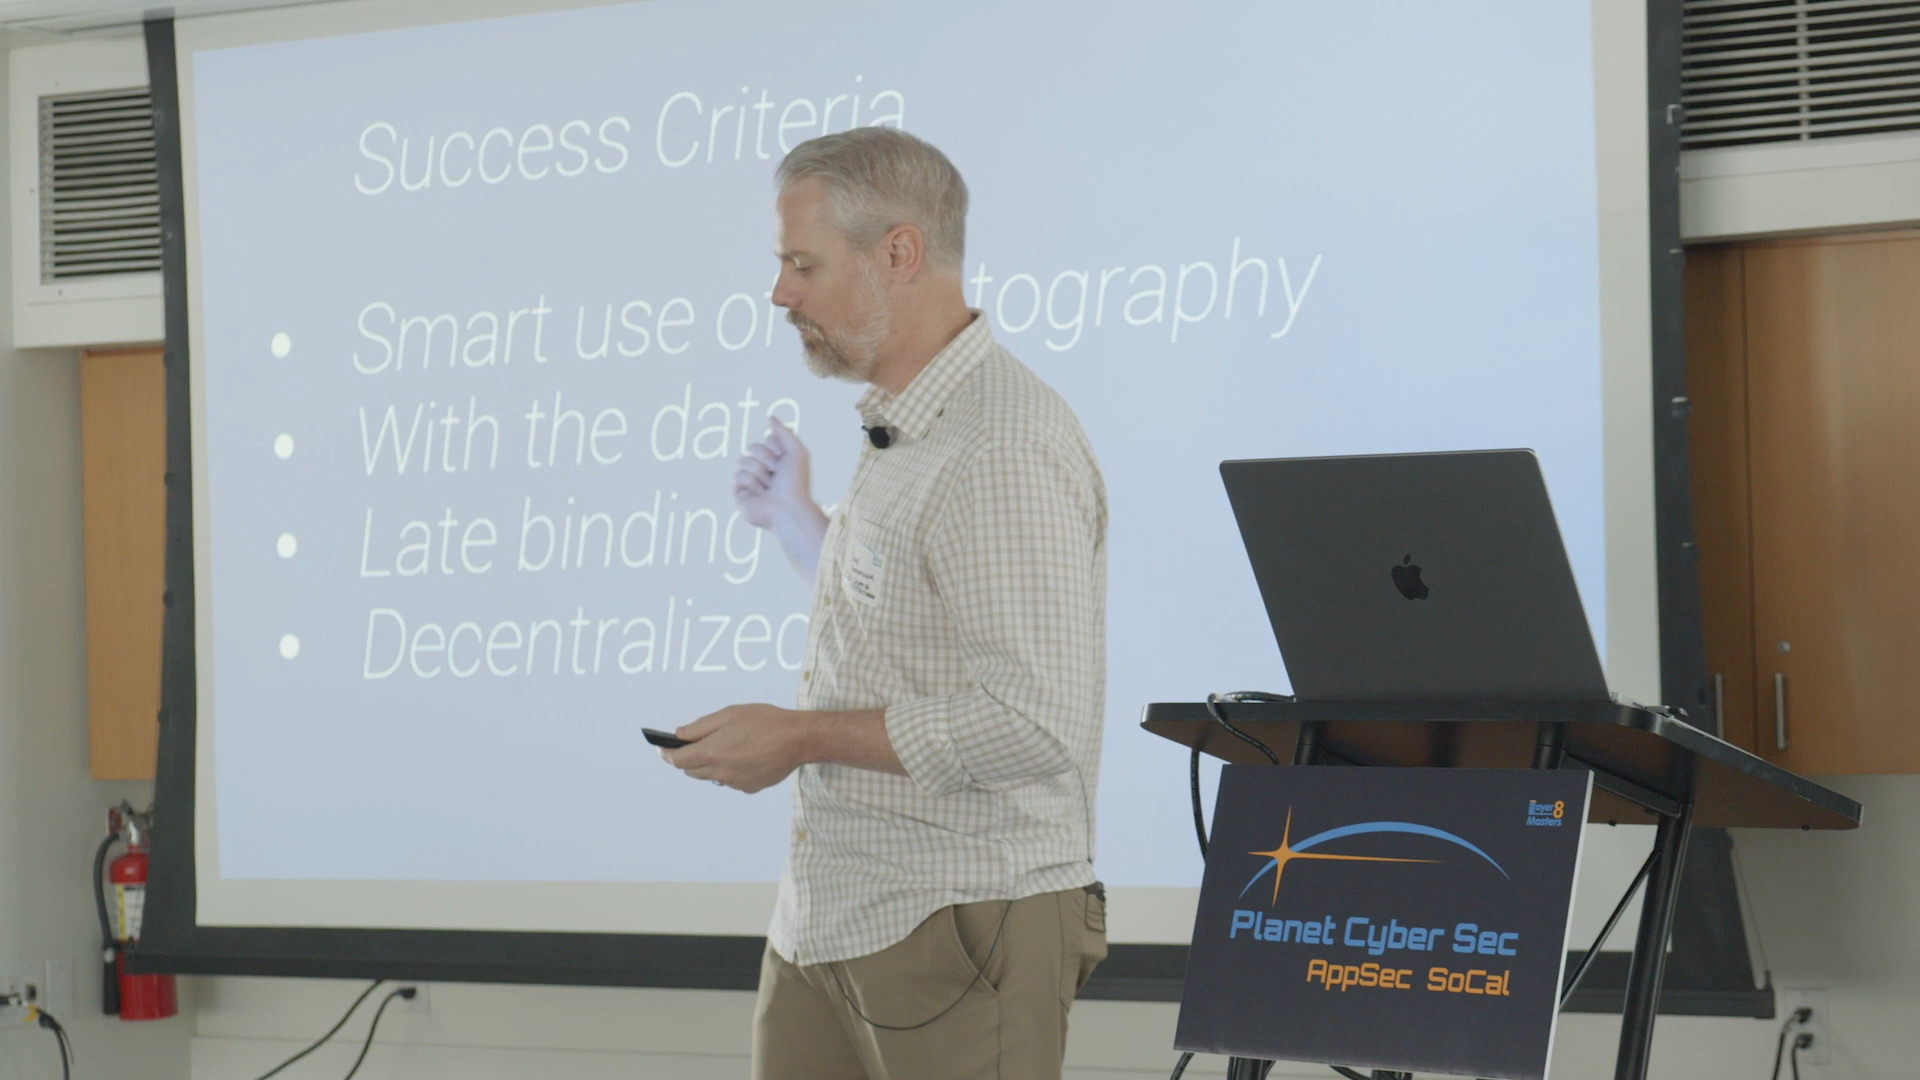 Success Criteria
Smart use of tography
With the data
Late binding
Decentralized
Layer 8
Masters
Planet Cyber Sec
AppSec SoCal